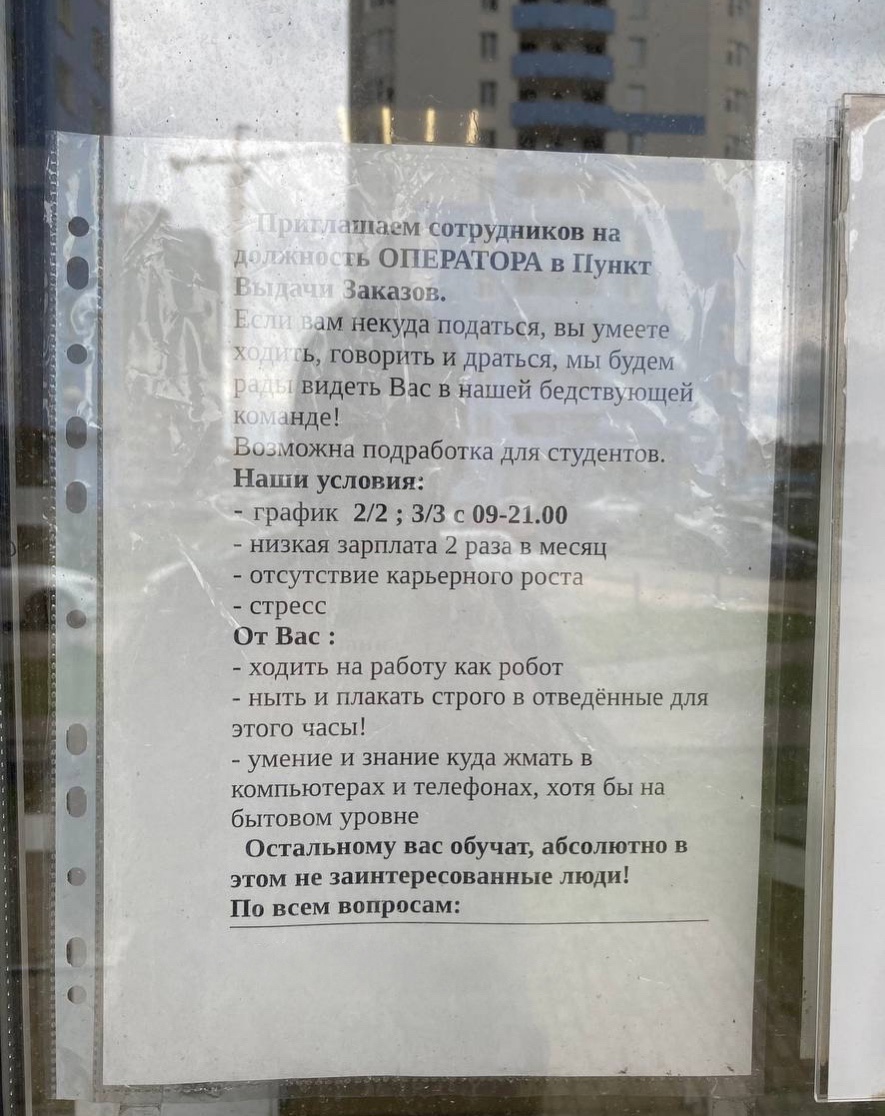 Приглашаем сотрудников на
должность ОПЕРАТОРА в Пункт
Выдачи Заказов.
Если вам некуда податься, вы умеете
ходить, говорить и драться, мы будем
рады видеть Вас в нашей бедствующей
команде!
Возможна подработка для студентов.
Наши условия:
- график 2/2 ; 3/3 с 09-21.00
- низкая зарплата 2 раза в месяц
- отсутствие карьерного роста
- стресс
От Вас :
- ходить на работу как робот
- ныть и плакать строго в отведённые для
этого часы!
- умение и знание куда жмать в
компьютерах и телефонах, хотя бы на
бытовом уровне
Остальному вас обучат, абсолютно в
этом не заинтересованные люди!
По всем вопросам: